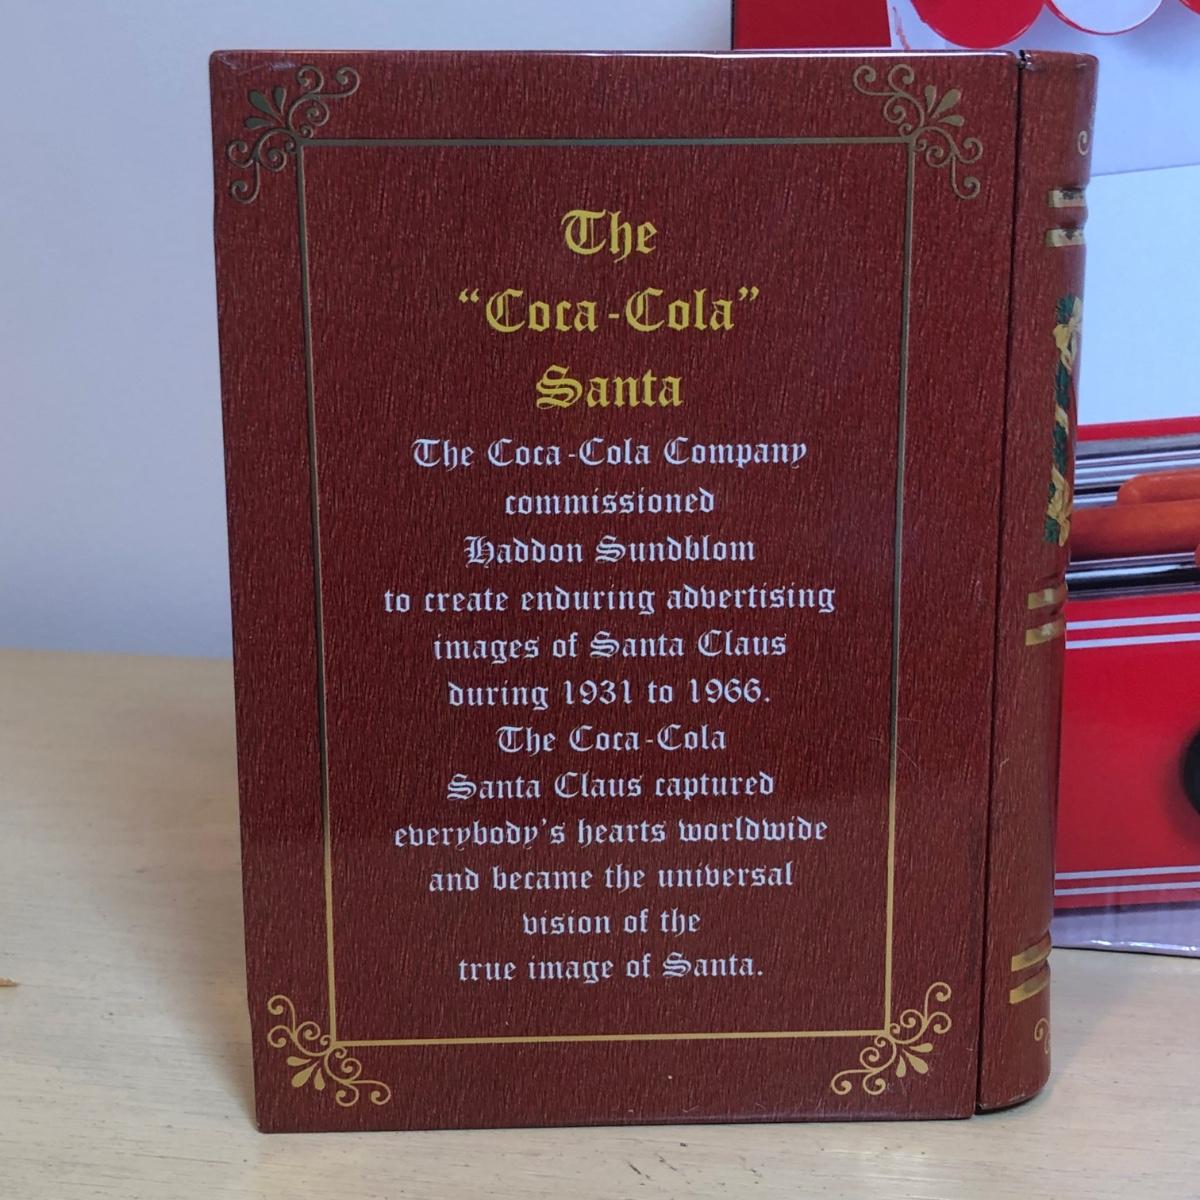 The
“Coca-Cola”
Santa
The Coca-Cola Company
commissioned
Haddon Sundblom
to create enduring advertising
images of Santa Claus
during 1931 to 1966.
The Coca-Cola
Santa Claus captured
everybody's hearts worldwide
and became the universal
vision of the
true image of Santa.